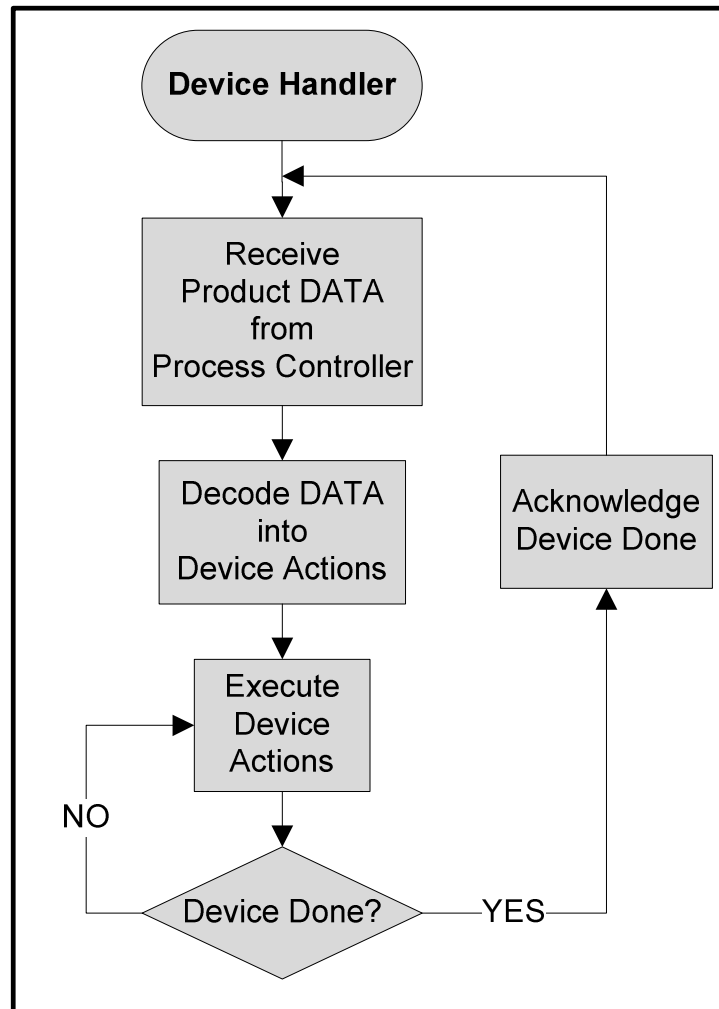 Device Handler
Receive
Product DATA
from
Process Controller
Decode DATA
into
Device Actions
Acknowledge
Device Done
Execute
Device
Actions
NO
Device Done?
YES